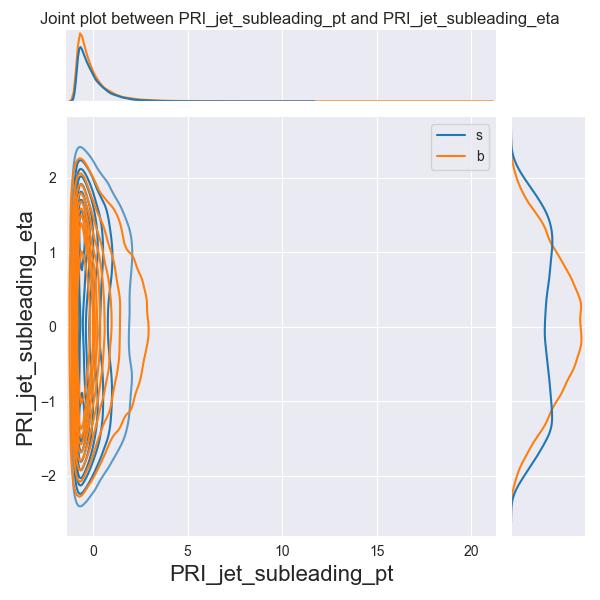 Joint plot between PRI_jet_subleading_pt and PRI_jet_subleading_eta
s
b
2
1
0
−1
−2
PRI_jet_subleading_eta
0 5 10 15 20
PRI_jet_subleading_pt